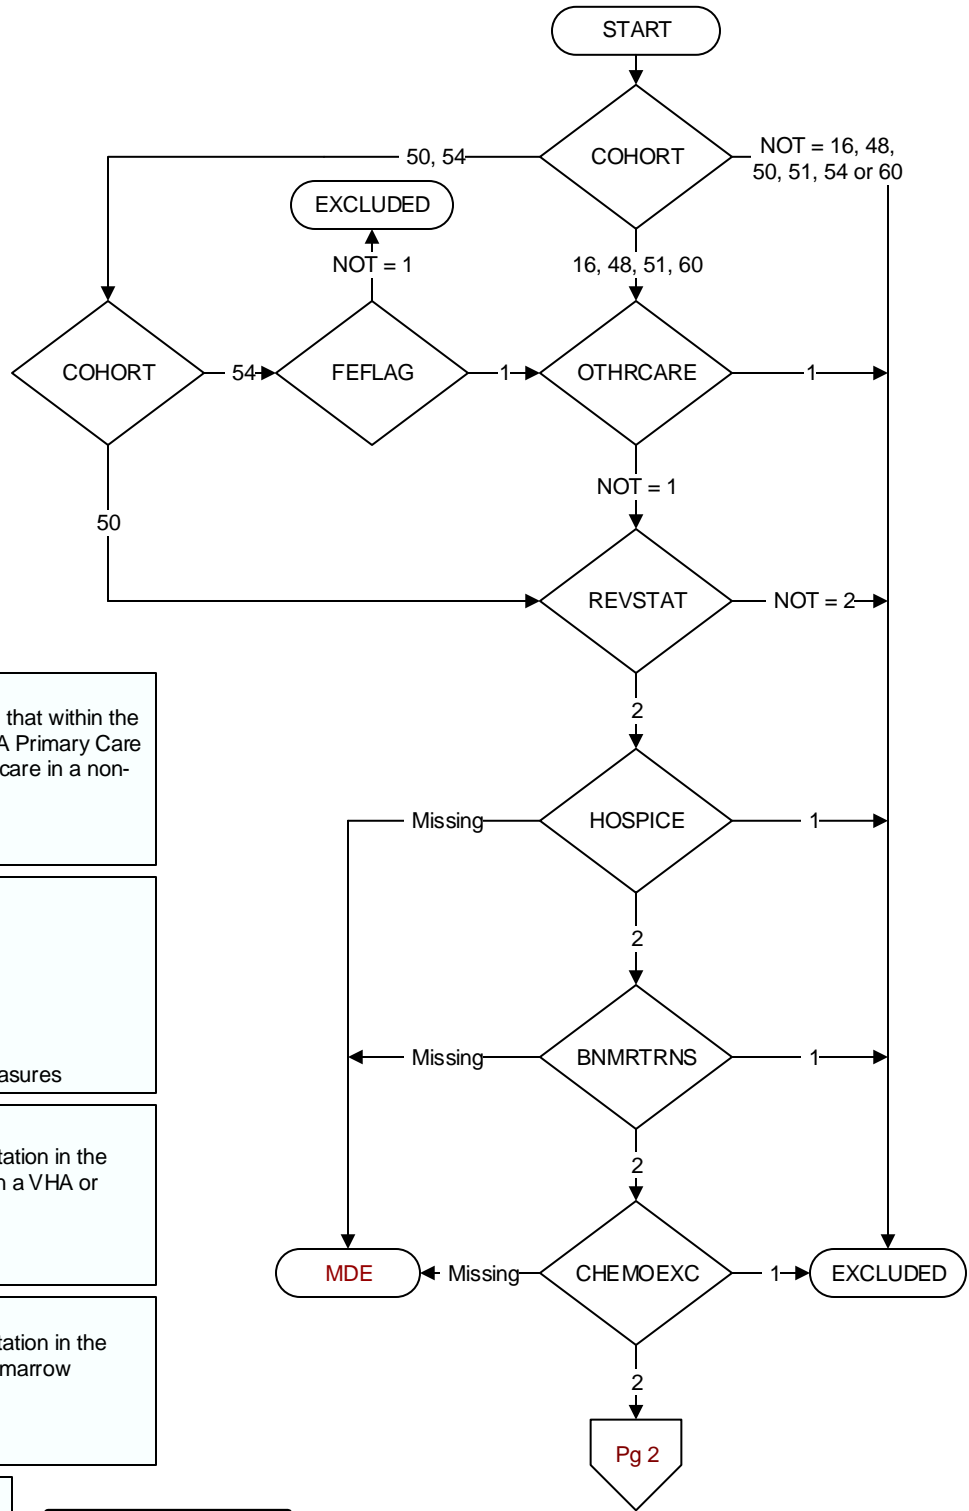 START
COHORT
50, 54
NOT = 16, 48,
50, 51, 54 or 60
EXCLUDED
NOT = 1
16, 48, 51, 60
COHORT
54
FEFLAG
1
OTHRCARE
1
NOT = 1
50
REVSTAT
NOT = 2
2
that within the
A Primary Care
care in a non-
Missing
HOSPICE
1
2
asures
Missing
BNMRTRNS
1
2
tation in the
n a VHA or
MDE
Missing
CHEMOEXC
1
EXCLUDED
tation in the
marrow
2
Pg 2